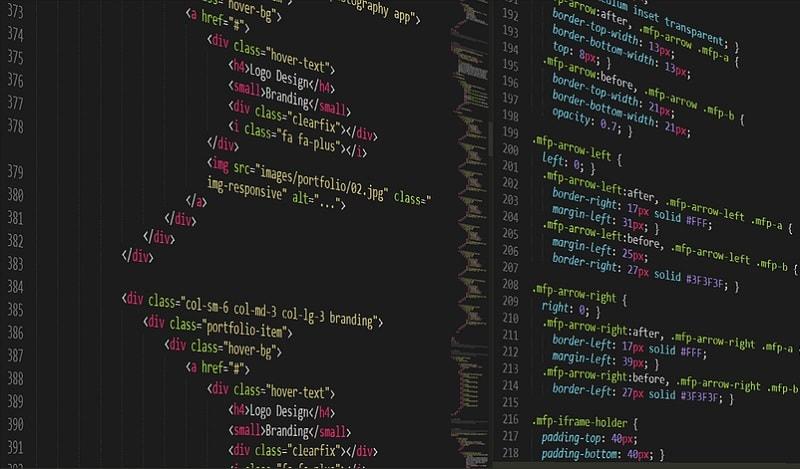 373
374
375
376
377
378
379
380
381
382
383
384
385
386
387
388
389
390
391
class="hover-bg">
<a href="#">
<div class="hover-text">
<h4>Logo Design</h4>
<small>Branding</small>
<div class="clearfix"></div>
<i class="fa fa-plus"></i>
</div>
<img src="images/portfolio/02.jpg" class="
img-responsive" alt="...">
</a>
</div>
</div>
</div>
<div class="col-sm-6 col-md-3 col-lg-3 branding">
<div class="portfolio-item">
<div class="hover-bg">
<a href="#">
<div class="hover-text">
<h4>Logo Design</h4>
<small>Branding</small>
<div class="clearfix"></div>
192
193
194
195
196
197
198
199
200
201
202
203
204
205
206
207
208
209
210
211
212
213
214
215
216
217
218
inset transparent; }
.mfp-arrow:after, .mfp-arrow .mfp-a {
border-top-width: 13px;
border-bottom-width: 13px;
top: 8px; }
.mfp-arrow:before, .mfp-arrow .mfp-b {
border-top-width: 21px;
border-bottom-width: 21px;
opacity: 0.7; }
.mfp-arrow-left {
left: 0; }
.mfp-arrow-left:after, .mfp-arrow-left .mfp-a {
border-right: 17px solid #FFF;
margin-left: 31px; }
.mfp-arrow-left:before, .mfp-arrow-left .mfp-b {
margin-left: 25px;
border-right: 27px solid #3F3F3F; }
.mfp-arrow-right {
right: 0; }
.mfp-arrow-right:after, .mfp-arrow-right .mfp-a
border-left: 17px solid #FFF;
margin-left: 39px; }
.mfp-arrow-right:before, .mfp-arrow-right .mfp-b
border-left: 27px solid #3F3F3F; }
.mfp-iframe-holder {
padding-top: 40px;
padding-bottom: 40px; }